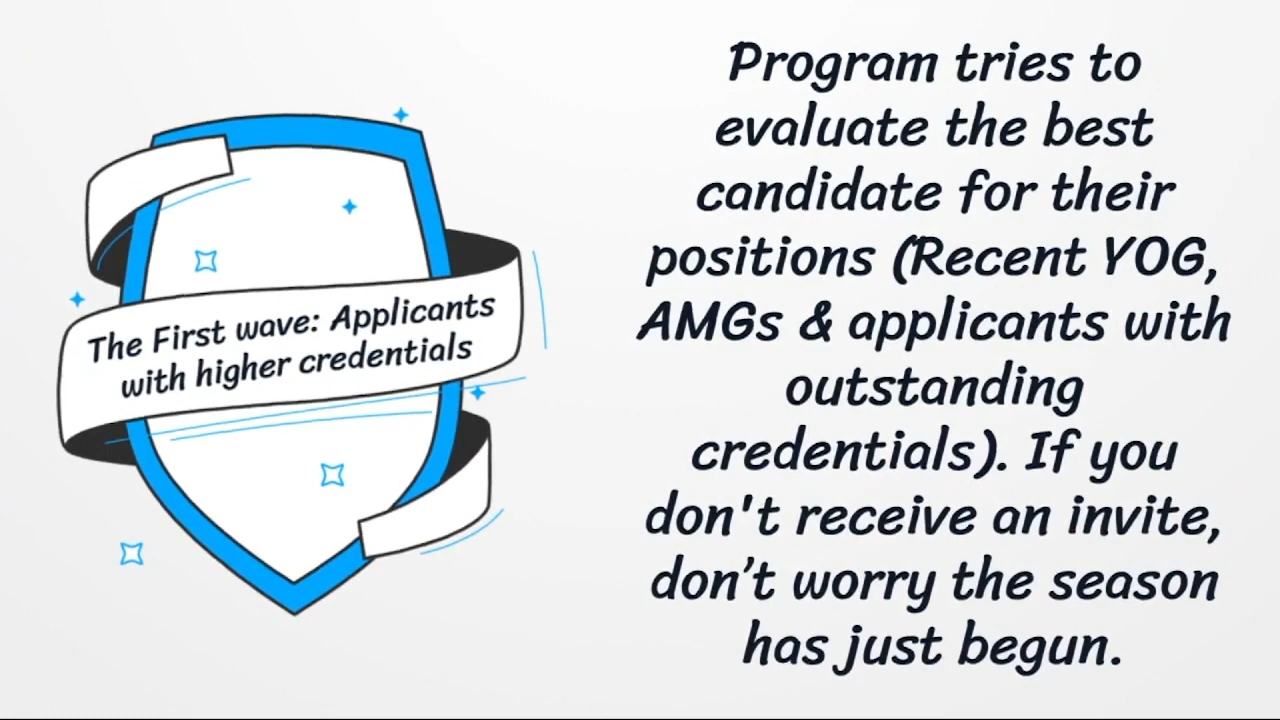 The First wave: Applicants
with higher credentials
Program tries to
evaluate the best
candidate for their
positions (Recent YOG,
AMGs & applicants with
outstanding
credentials). If you
don't receive an invite,
don’t worry the season
has just begun.